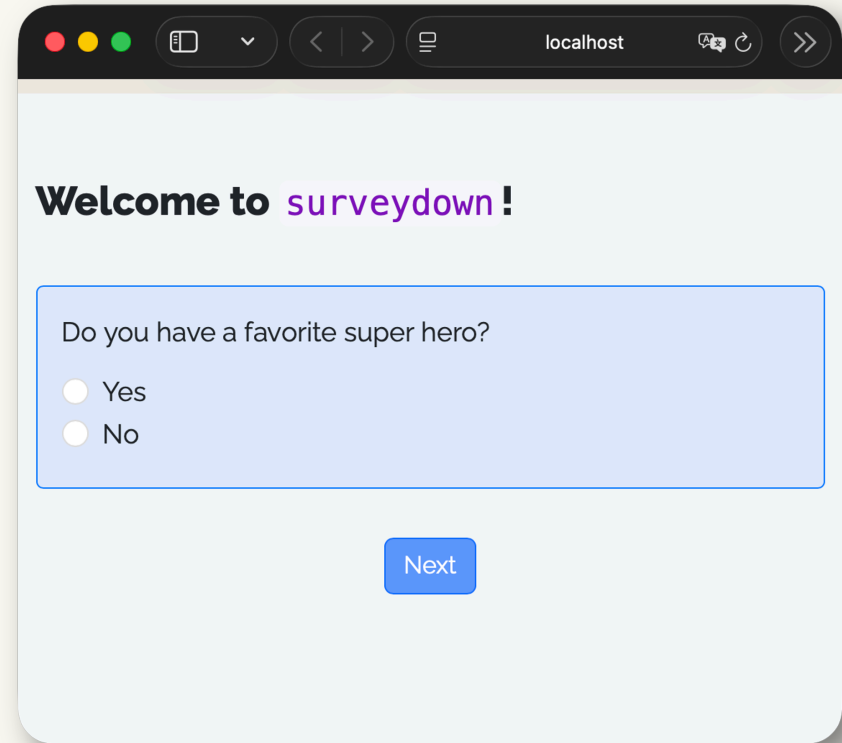 localhost
Welcome to surveydown!
Do you have a favorite super hero?
Yes
No
Next